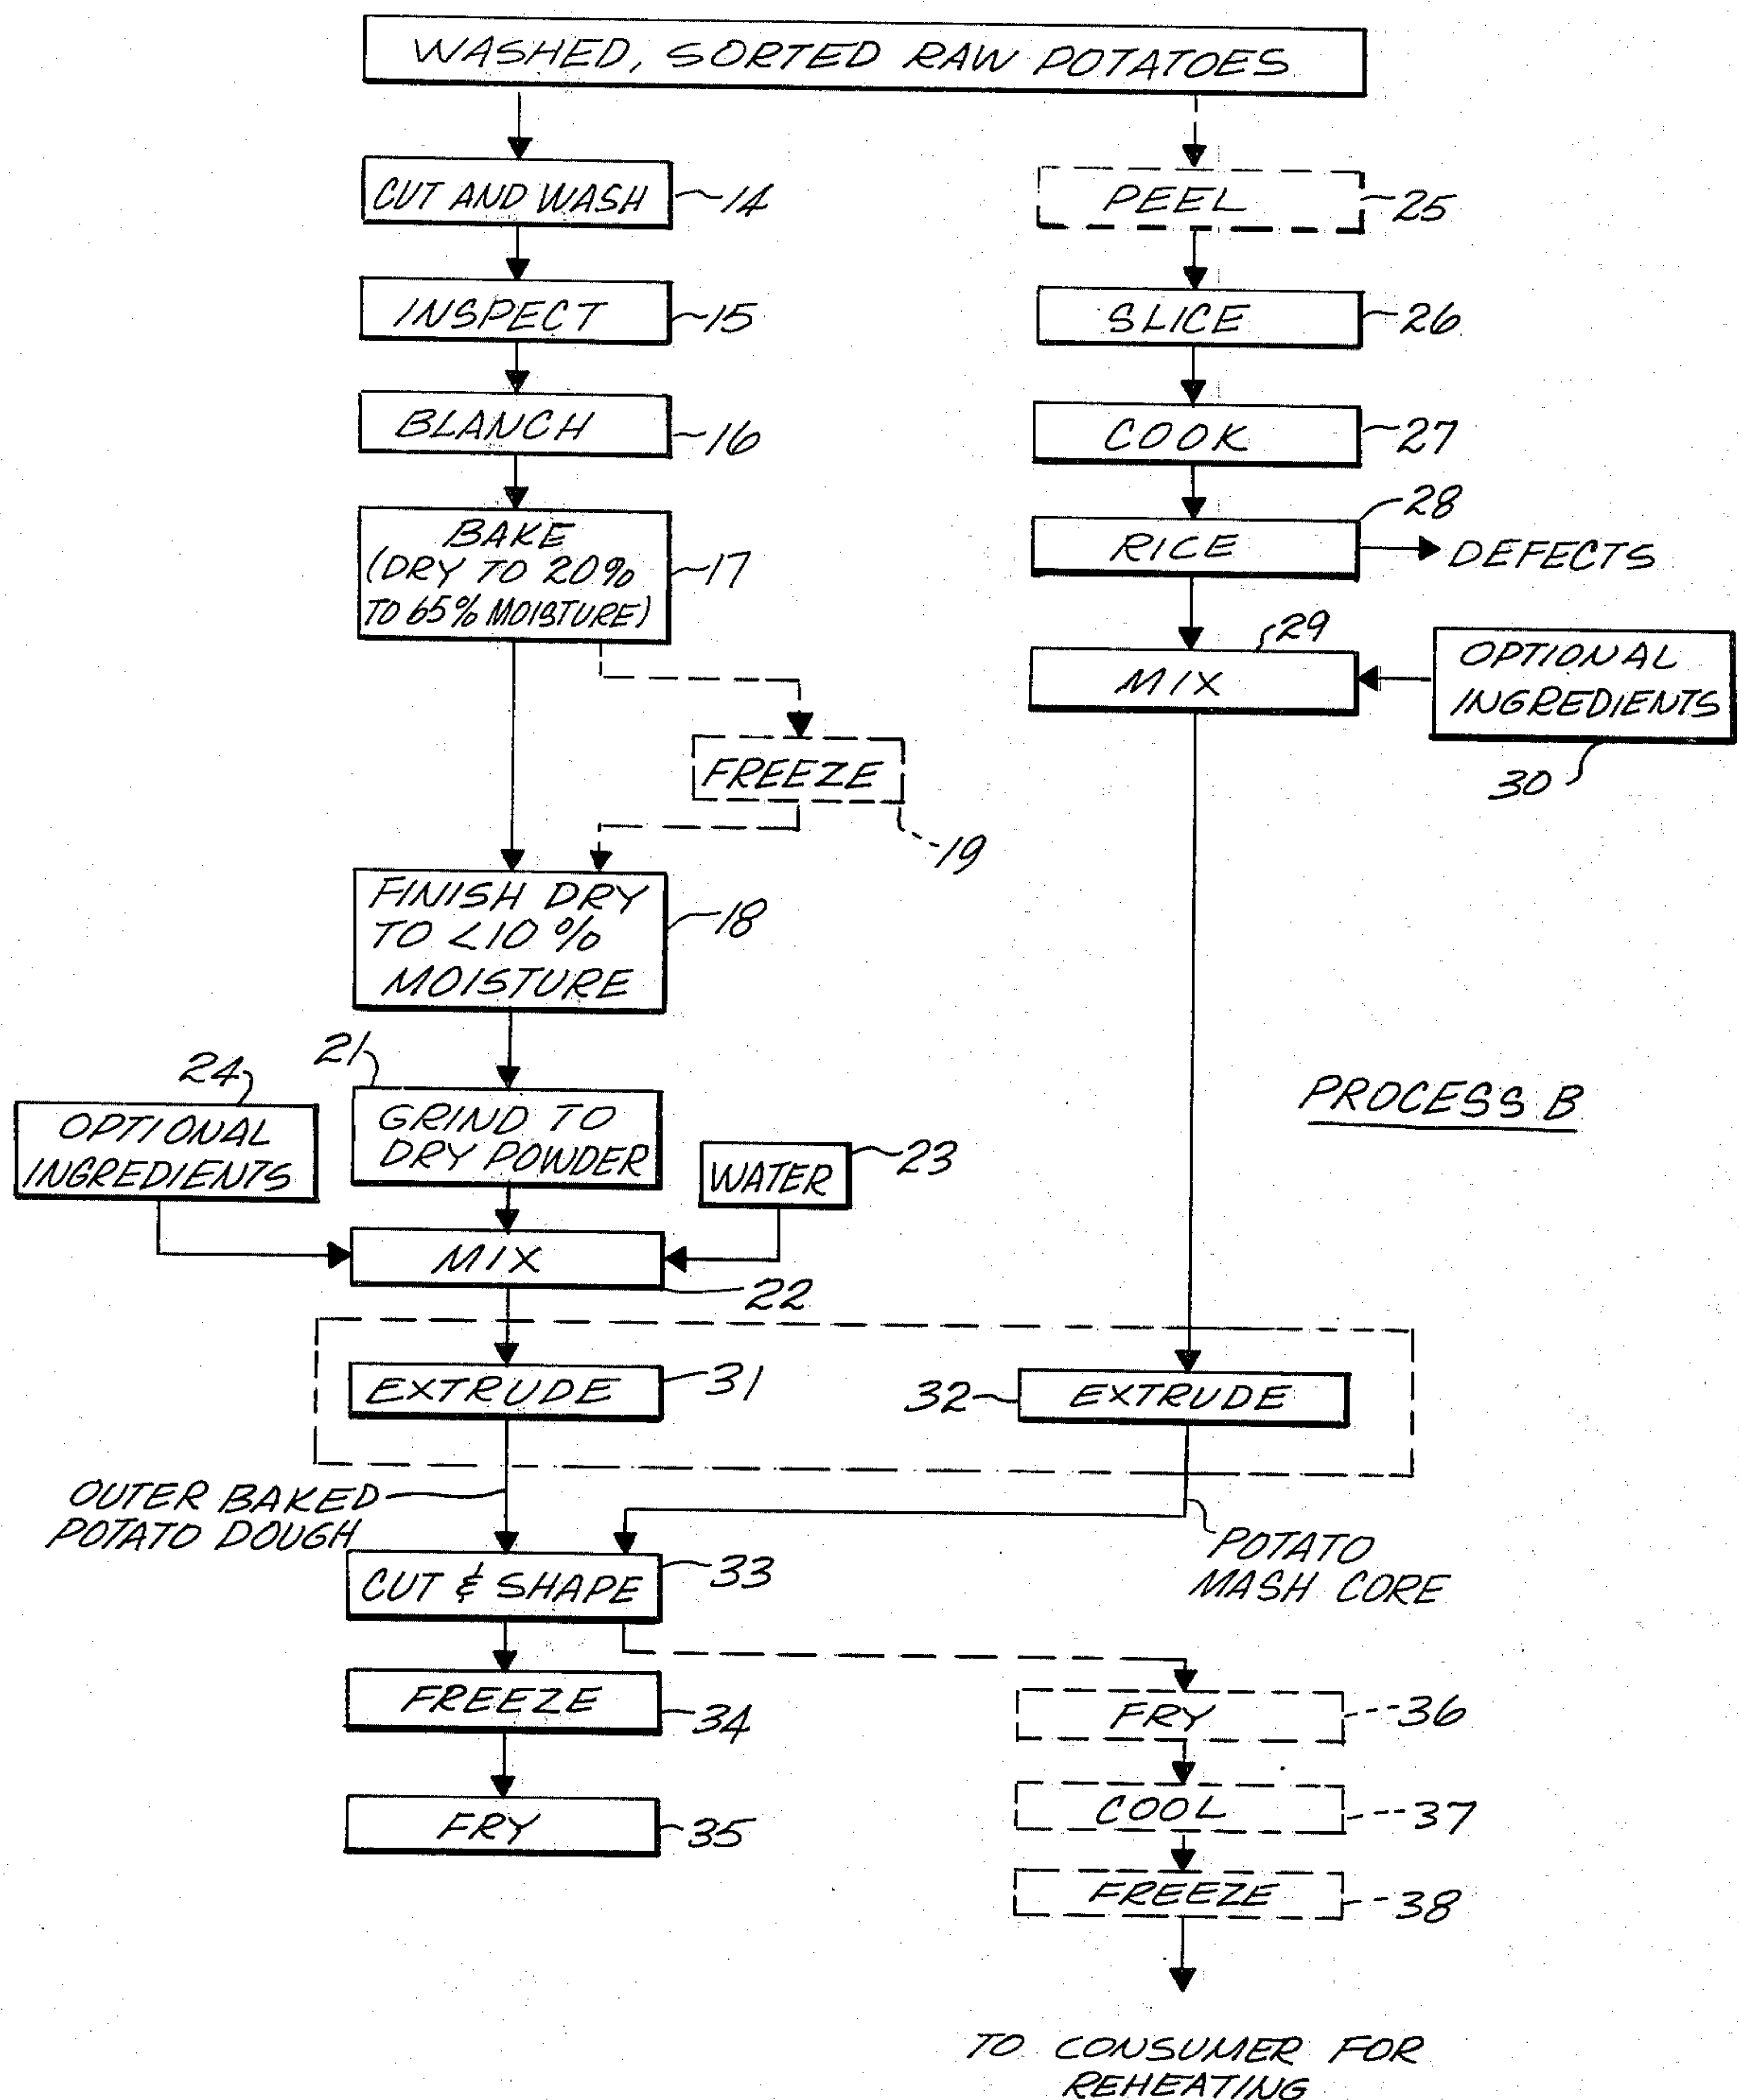 WASHED, SORTED RAW POTATOES
CUT AND WASH
14
PEEL
25
INSPECT
15
SLICE
26
BLANCH
16
COOK
27
BAKE
(DRY TO 20%
TO 65% MOISTURE)
17
RICE
28
DEFECTS
MIX
29
OPTIONAL
INGREDIENTS
30
FREEZE
19
FINISH DRY
TO <10%
MOISTURE
18
24
OPTIONAL
INGREDIENTS
21
GRIND TO
DRY POWDER
WATER
23
PROCESS B
MIX
22
EXTRUDE
31
32
EXTRUDE
OUTER BAKED
POTATO DOUGH
POTATO
MASH CORE
CUT & SHAPE
33
FREEZE
34
FRY
36
FRY
35
COOL
37
FREEZE
38
TO CONSUMER FOR
REHEATING